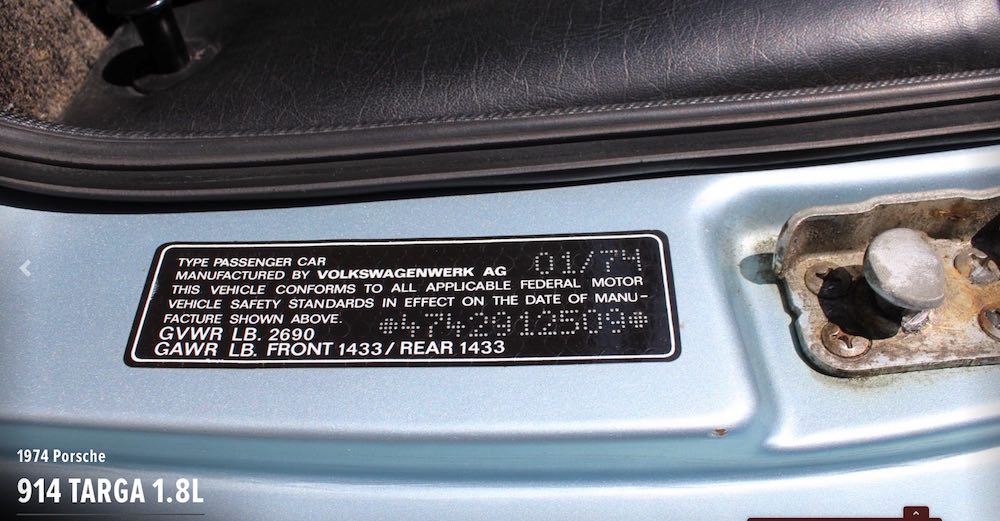 TYPE PASSENGER CAR
MANUFACTURED BY VOLKSWAGENWERK AG 01/74
THIS VEHICLE CONFORMS TO ALL APPLICABLE FEDERAL MOTOR
VEHICLE SAFETY STANDARDS IN EFFECT ON THE DATE OF MANU-
FACTURE SHOWN ABOVE. *4742912509*
GVWR LB. 2690
GAWR LB. FRONT 1433/REAR 1433
1974 Porsche
914 TARGA 1.8L